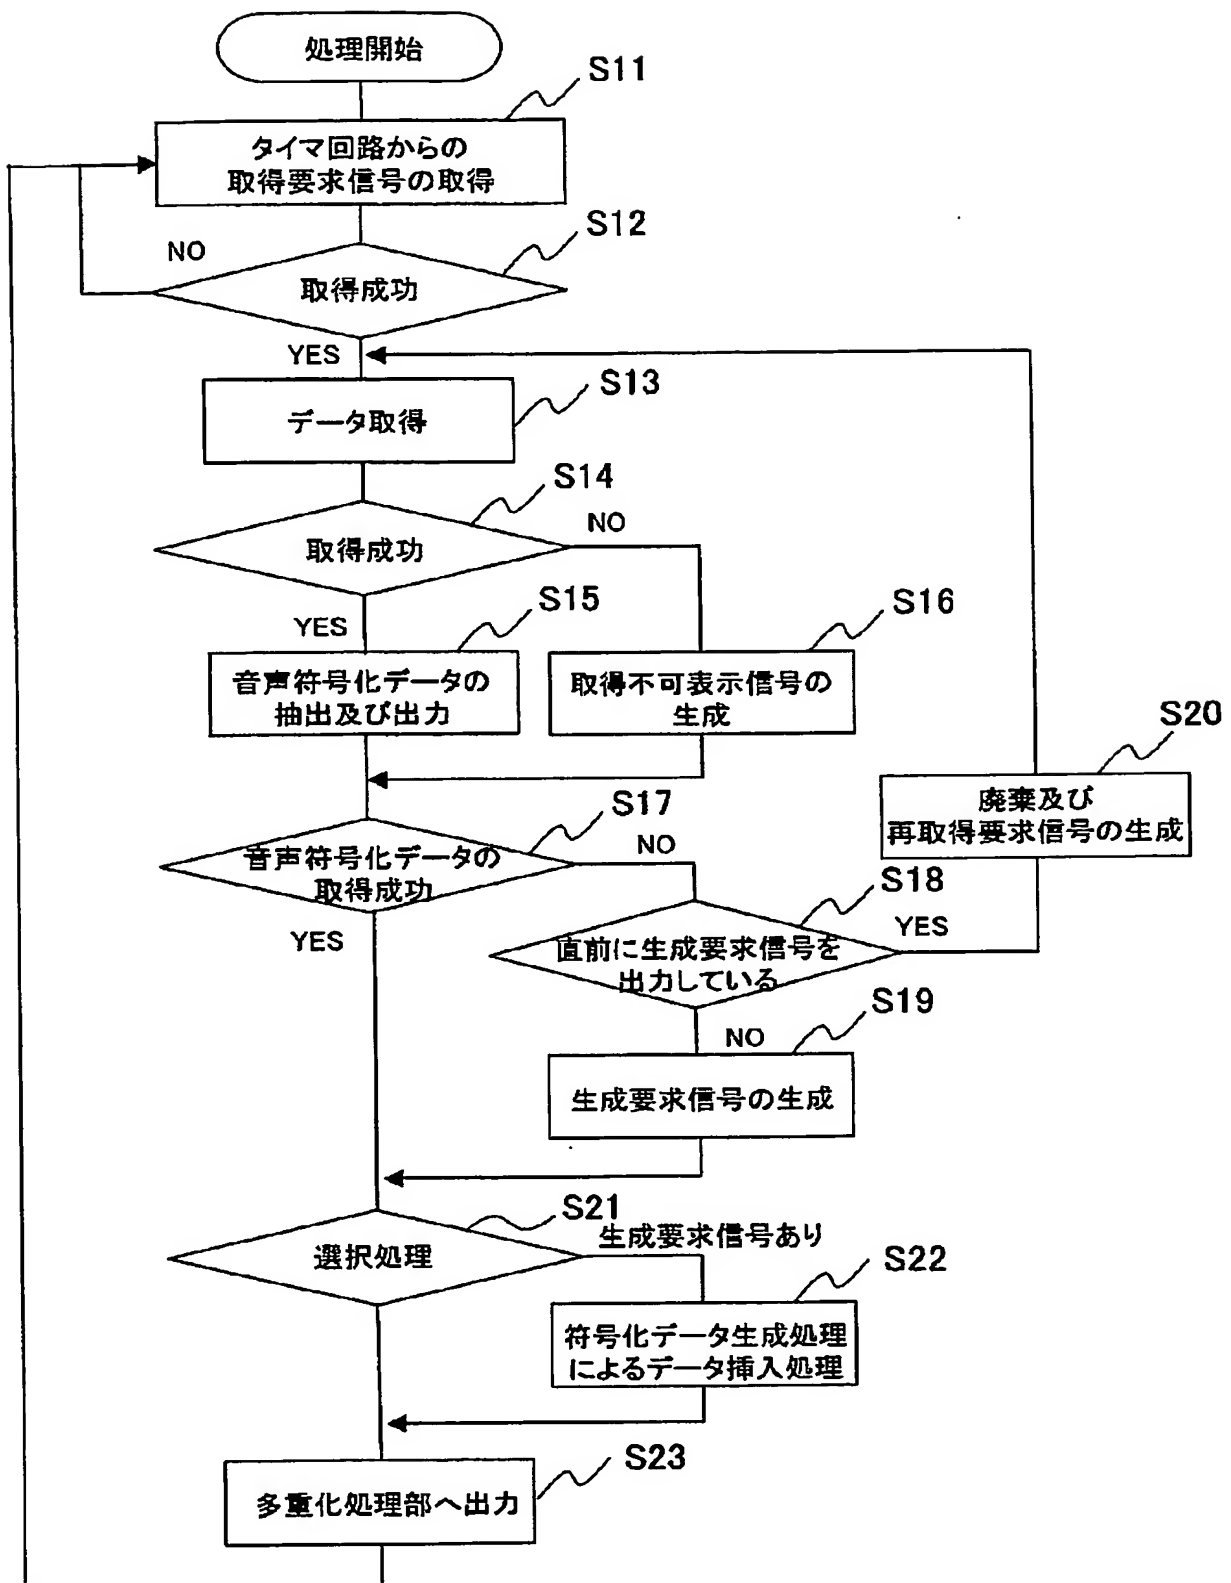 処理開始
S11
タイマ回路からの
取得要求信号の取得
S12
NO
取得成功
YES
S13
データ取得
S14
NO
取得成功
S15
YES
S16
音声符号化データの
抽出及び出力
取得不可表示信号の
生成
S20
廃棄及び
再取得要求信号の生成
S17
NO
音声符号化データの
取得成功
S18
YES
YES
直前に生成要求信号を
出力している
S19
NO
生成要求信号の生成
S21
生成要求信号あり
選択処理
S22
符号化データ生成処理
によるデータ挿入処理
S23
多重化処理部へ出力